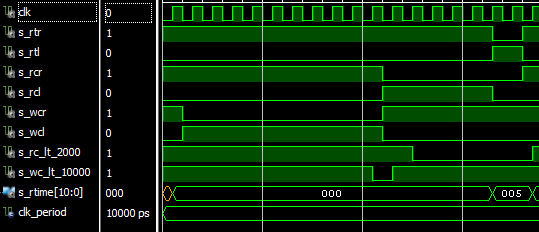 clk 0
s_rtr 1
s_rtl 0
s_rcr 1
s_rcl 0
s_wcr 1
s_wcl 0
s_rc_lt_2000 1
s_wc_lt_10000 1
s_rtime[10:0] 000 000 005
clk_period 10000 ps